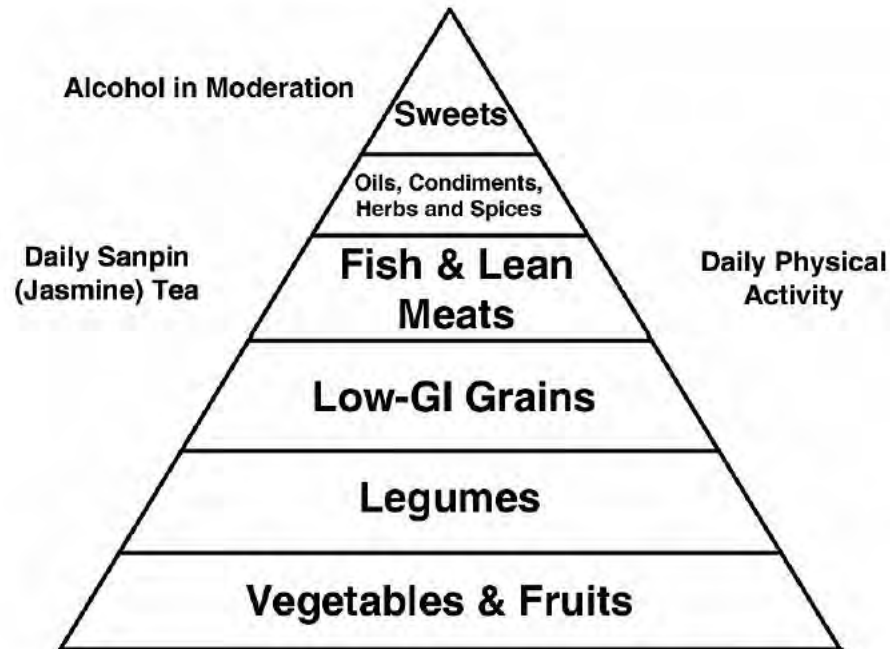 Alcohol in Moderation
Sweets
Oils, Condiments,
Herbs and Spices
Daily Sanpin
(Jasmine) Tea
Fish & Lean
Meats
Daily Physical
Activity
Low-GI Grains
Legumes
Vegetables & Fruits